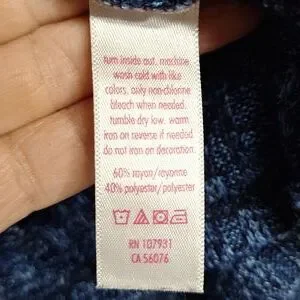 turn inside out. machine
wash cold with like
colors. only non-chlorine
bleach when needed.
tumble dry low. warm
iron on reverse if needed
do not iron on decoration.
60% rayon/rayonne
40% polyester/polyester
RN 107931
CA 56076